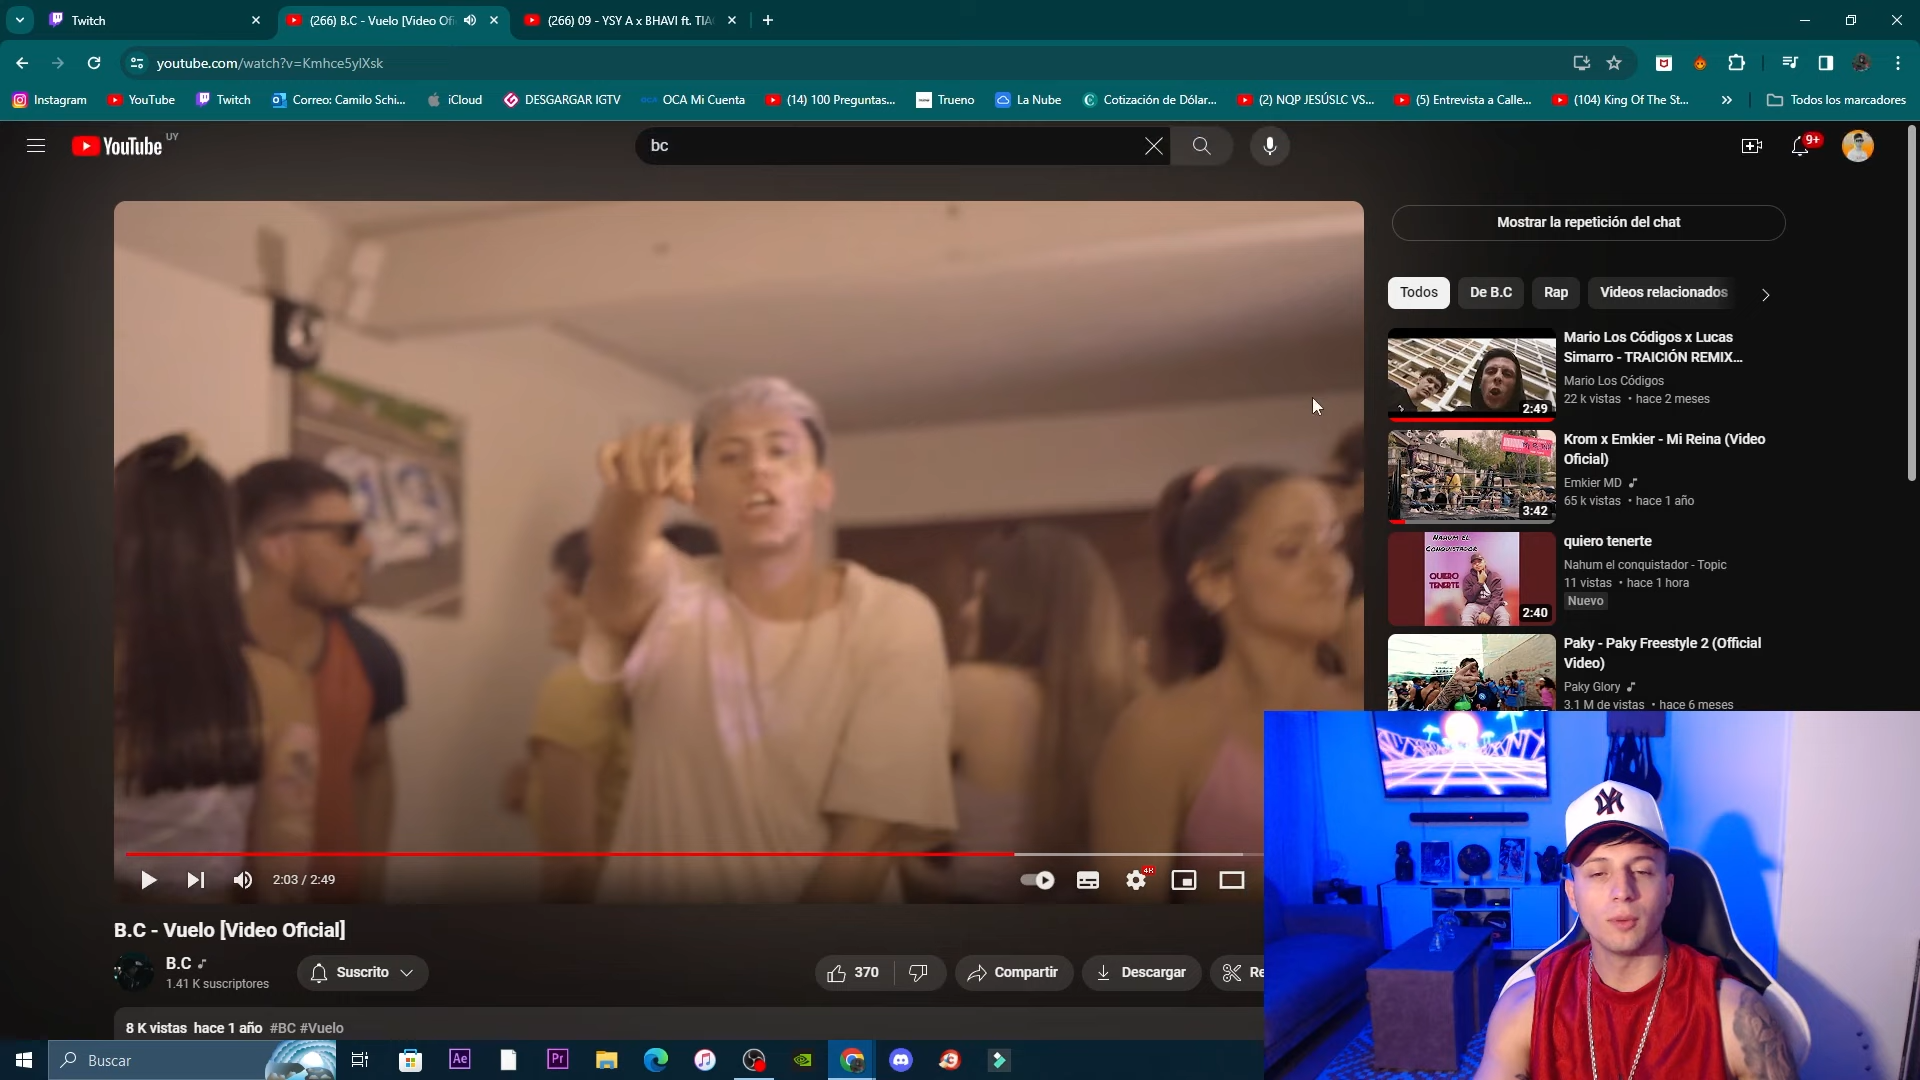 Twitch
(266) B.C - Vuelo [Video Ofi
(266) 09 - YSY A x BHAVI ft. TIA
youtube.com/watch?v=Kmhce5ylXsk
Instagram
YouTube
Twitch
Correo: Camilo Schi...
iCloud
DESGARGAR IGTV
OCA Mi Cuenta
(14) 100 Preguntas...
Trueno
La Nube
Cotización de Dólar...
(2) NQP JESÚSLC VS...
(5) Entrevista a Calle...
(104) King Of The St...
Todos los marcadores
YouTube UY
bc
9+
Mostrar la repetición del chat
Todos
De B.C
Rap
Videos relacionados
Mario Los Códigos x Lucas
Simarro - TRAICIÓN REMIX...
Mario Los Códigos
22 k vistas • hace 2 meses
2:49
Krom x Emkier - Mi Reina (Video
Oficial)
Emkier MD
65 k vistas • hace 1 año
3:42
NAHUM EL
CONQUISTADOR
QUIERO
TENERTE
2:40
quiero tenerte
Nahum el conquistador - Topic
11 vistas • hace 1 hora
Nuevo
Paky - Paky Freestyle 2 (Official
Video)
Paky Glory
3.1 M de vistas • hace 6 meses
2:03 / 2:49
4K
B.C - Vuelo [Video Oficial]
B.C
1.41 K suscriptores
Suscrito
370
Compartir
Descargar
Re
8 K vistas hace 1 año #BC #Vuelo
Buscar
Ae
Pr